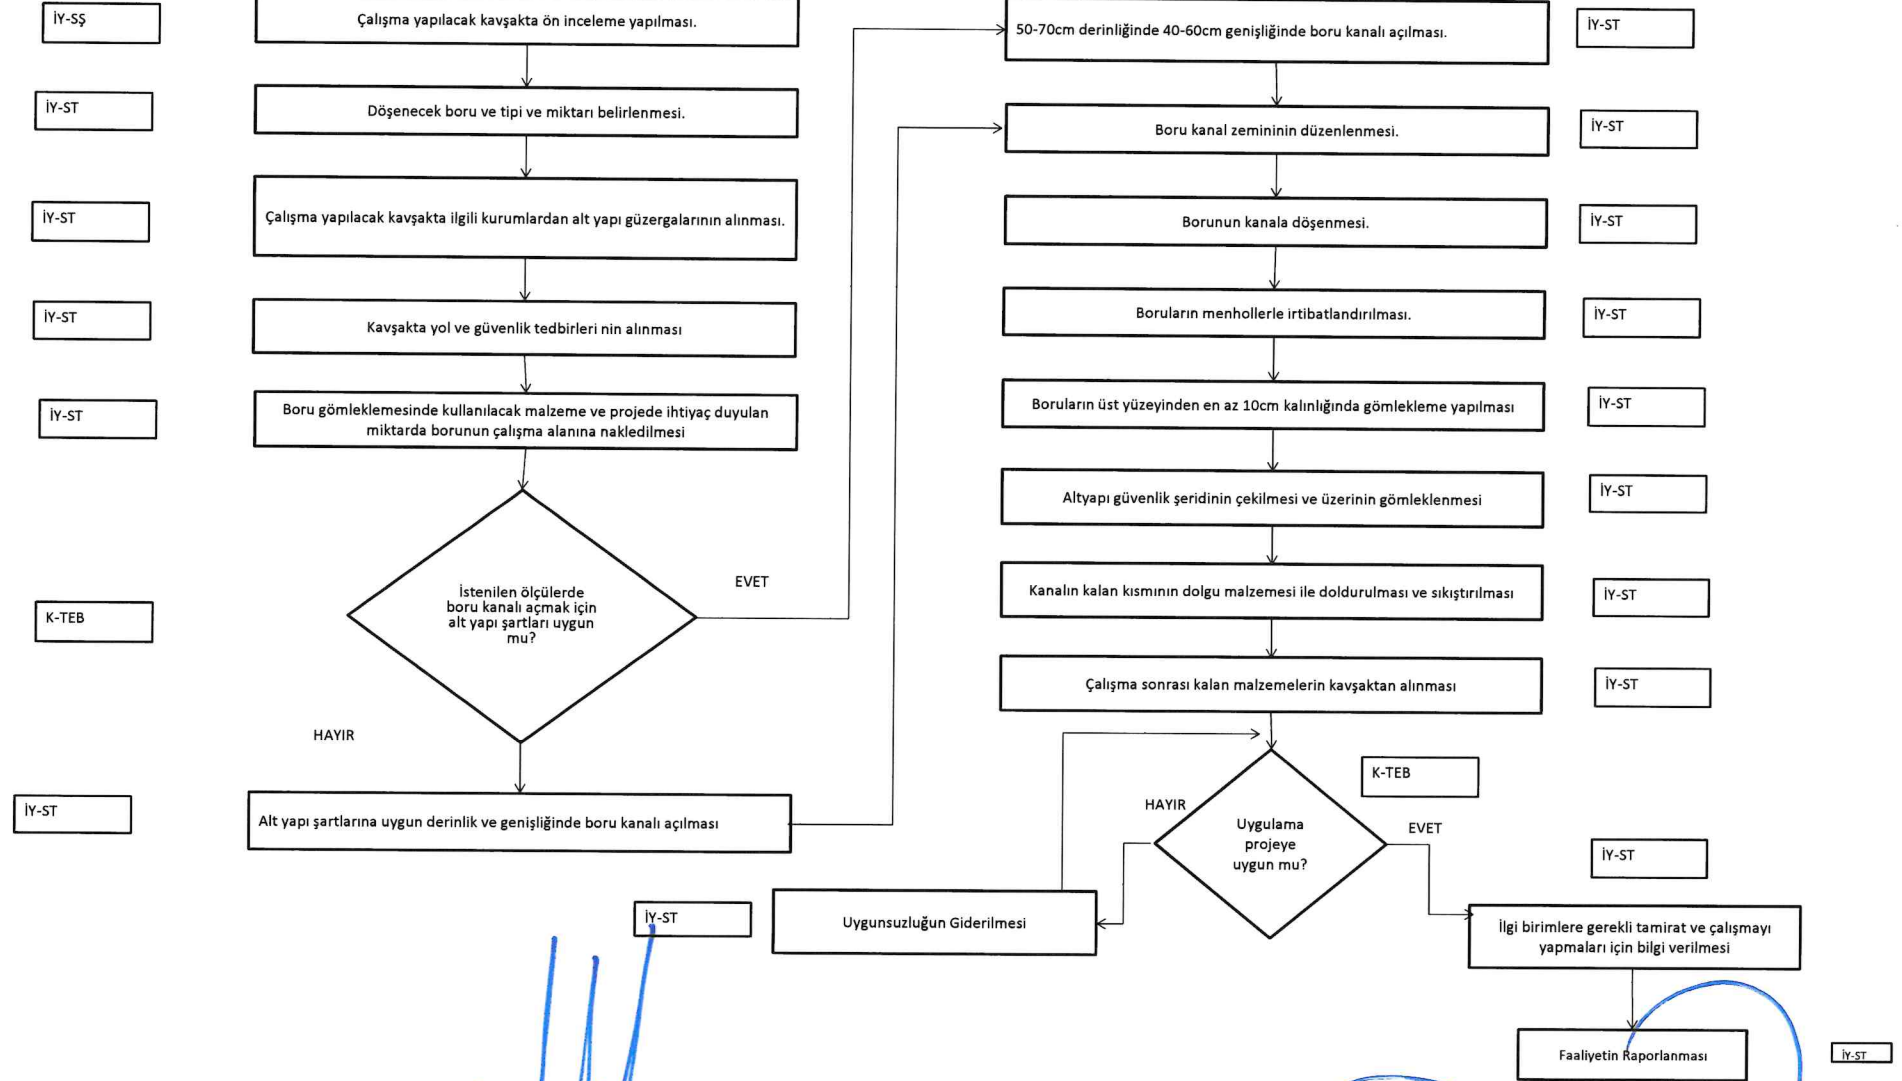 İY-SŞ
Çalışma yapılacak kavşakta ön inceleme yapılması.
İY-ST
Döşenecek boru ve tipi ve miktarı belirlenmesi.
İY-ST
Çalışma yapılacak kavşakta ilgili kurumlardan alt yapı güzergalarının alınması.
İY-ST
Kavşakta yol ve güvenlik tedbirleri nin alınması
İY-ST
Boru gömleklemesinde kullanılacak malzeme ve projede ihtiyaç duyulan
miktarda borunun çalışma alanına nakledilmesi
K-TEB
İstenilen ölçülerde
boru kanalı açmak için
alt yapı şartları uygun
mu?
EVET
HAYIR
İY-ST
Alt yapı şartlarına uygun derinlik ve genişliğinde boru kanalı açılması
50-70cm derinliğinde 40-60cm genişliğinde boru kanalı açılması.
İY-ST
Boru kanal zemininin düzenlenmesi.
İY-ST
Borunun kanala döşenmesi.
İY-ST
Boruların menhollerle irtibatlandırılması.
İY-ST
Boruların üst yüzeyinden en az 10cm kalınlığında gömlekleme yapılması
İY-ST
Altyapı güvenlik şeridinin çekilmesi ve üzerinin gömleklenmesi
İY-ST
Kanalın kalan kısmının dolgu malzemesi ile doldurulması ve sıkıştırılması
İY-ST
Çalışma sonrası kalan malzemelerin kavşaktan alınması
İY-ST
K-TEB
HAYIR
Uygulama
projeye
uygun mu?
EVET
İY-ST
İY-ST
Uygunsuzluğun Giderilmesi
İlgi birimlere gerekli tamirat ve çalışmayı
yapmaları için bilgi verilmesi
Faaliyetin Raporlanması
İY-ST